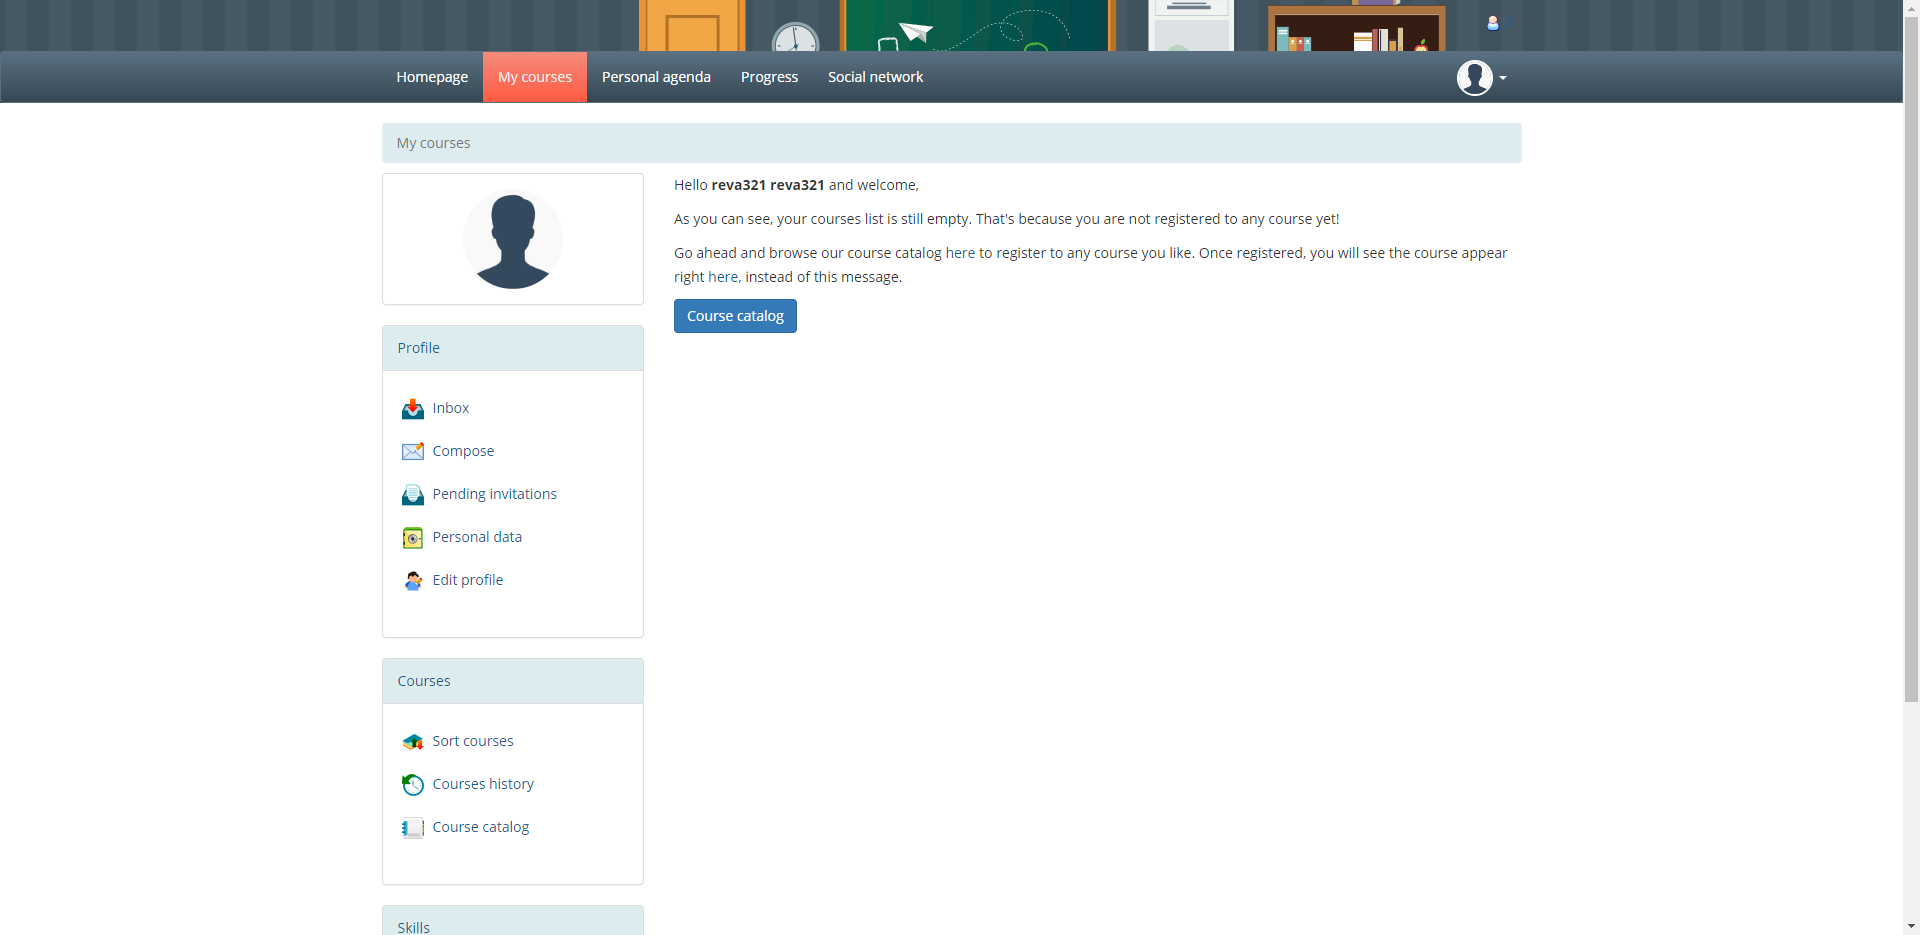 Homepage
My courses
Personal agenda
Progress
Social network
My courses
Hello reva321 reva321 and welcome,
As you can see, your courses list is still empty. That's because you are not registered to any course yet!
Go ahead and browse our course catalog here to register to any course you like. Once registered, you will see the course appear
right here, instead of this message.
Course catalog
Profile
Inbox
Compose
Pending invitations
Personal data
Edit profile
Courses
Sort courses
Courses history
Course catalog
Skills